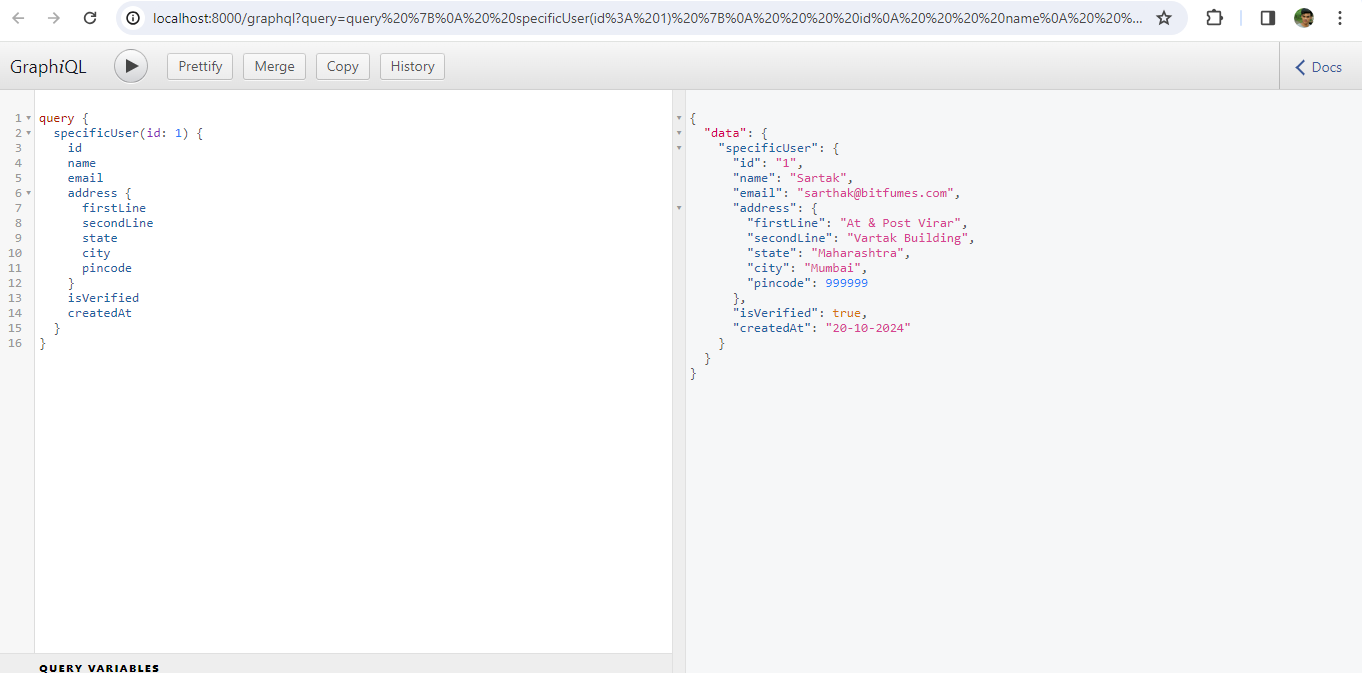 localhost:8000/graphql?query=query%20%7B%0A%20%20specificUser(id%3A%201)%20%7B%0A%20%20%20%20id%0A%20%20%20%20name%0A%20%20%...
GraphiQL Prettify Merge Copy History Docs
1 query {
2 specificUser(id: 1) {
3 id
4 name
5 email
6 address {
7 firstLine
8 secondLine
9 state
10 city
11 pincode
12 }
13 isVerified
14 createdAt
15 }
16 }
QUERY VARIABLES
{
"data": {
"specificUser": {
"id": "1",
"name": "Sartak",
"email": "sarthak@bitfumes.com",
"address": {
"firstLine": "At & Post Virar",
"secondLine": "Vartak Building",
"state": "Maharashtra",
"city": "Mumbai",
"pincode": 999999
},
"isVerified": true,
"createdAt": "20-10-2024"
}
}
}